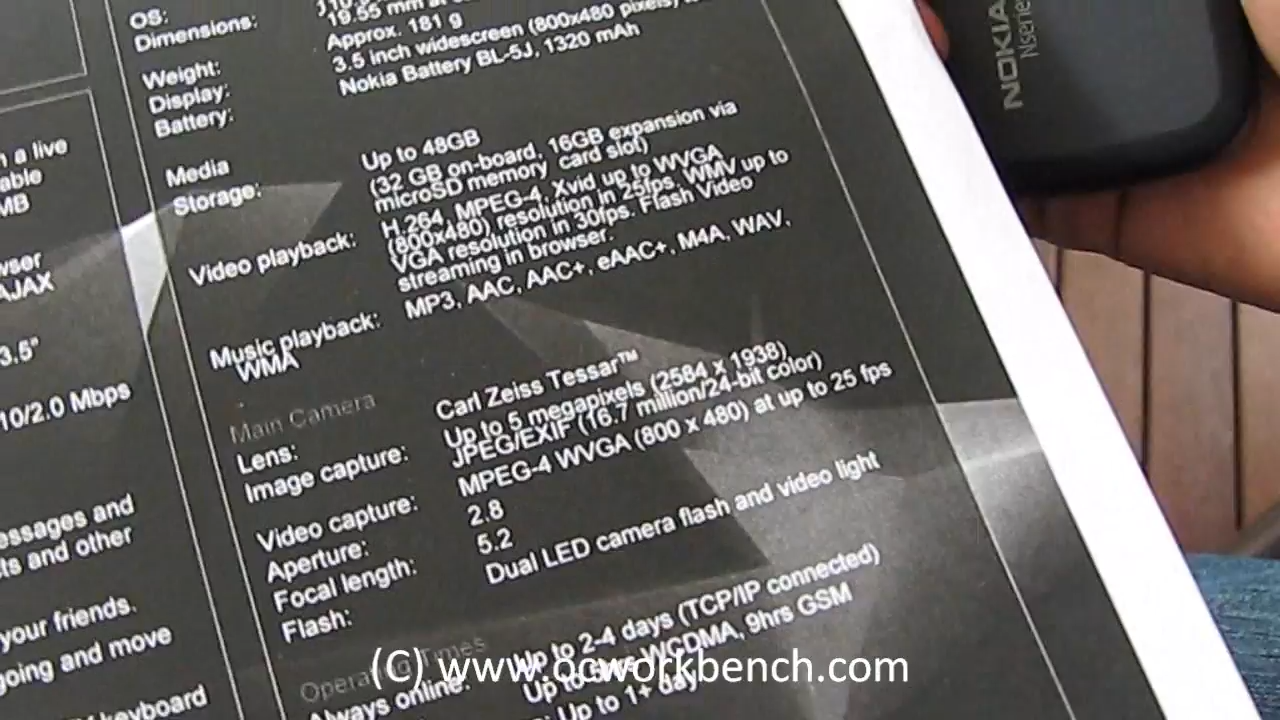 OS:
Dimensions:
19.55 mm at
Approx. 181 g
Weight:
3.5 inch widescreen (800x480 pixels)
Display:
Nokia Battery BL-5J, 1320 mAh
Battery:
Media
Storage:
Up to 48GB
(32 GB on-board, 16GB expansion via
microSD memory card slot)
Video playback:
H.264, MPEG-4, Xvid up to WVGA
(800x480) resolution in 25fps. WMV up to
VGA resolution in 30fps. Flash Video
streaming in browser.
Music playback:
MP3, AAC, AAC+, eAAC+, M4A, WAV,
WMA
Main Camera
Lens:
Carl Zeiss Tessar™
Image capture:
Up to 5 megapixels (2584 x 1938)
JPEG/EXIF (16.7 million/24-bit color)
Video capture:
MPEG-4 WVGA (800 x 480) at up to 25 fps
Aperture:
2.8
Focal length:
5.2
Flash:
Dual LED camera flash and video light
Operating Times
Always online:
Up to 2-4 days (TCP/IP connected)
Up to WCDMA, 9hrs GSM
Up to 1+ day
a live
MB
AJAX
3.5"
10/2.0 Mbps
and
and other
your friends.
going and move
keyboard
NOKIA
Nseries
(C) www.ocworkbench.com